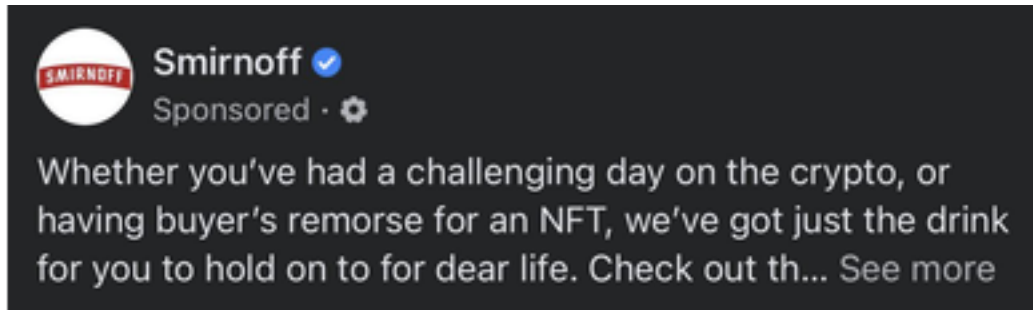 SMIRNOFF
Smirnoff
Sponsored ·
Whether you’ve had a challenging day on the crypto, or
having buyer’s remorse for an NFT, we’ve got just the drink
for you to hold on to for dear life. Check out th... See more